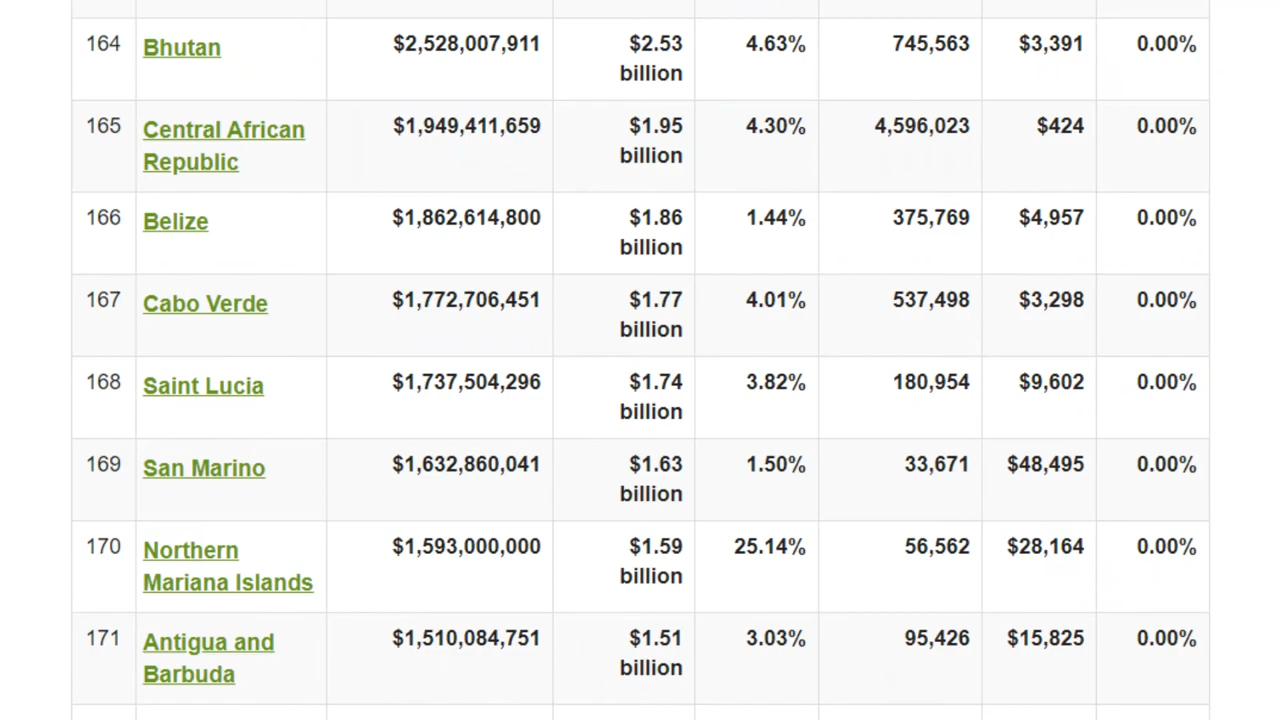 164 Bhutan $2,528,007,911 $2.53 4.63% 745,563 $3,391 0.00%
billion
165 Central African $1,949,411,659 $1.95 4.30% 4,596,023 $424 0.00%
Republic billion
166 Belize $1,862,614,800 $1.86 1.44% 375,769 $4,957 0.00%
billion
167 Cabo Verde $1,772,706,451 $1.77 4.01% 537,498 $3,298 0.00%
billion
168 Saint Lucia $1,737,504,296 $1.74 3.82% 180,954 $9,602 0.00%
billion
169 San Marino $1,632,860,041 $1.63 1.50% 33,671 $48,495 0.00%
billion
170 Northern $1,593,000,000 $1.59 25.14% 56,562 $28,164 0.00%
Mariana Islands billion
171 Antigua and $1,510,084,751 $1.51 3.03% 95,426 $15,825 0.00%
Barbuda billion